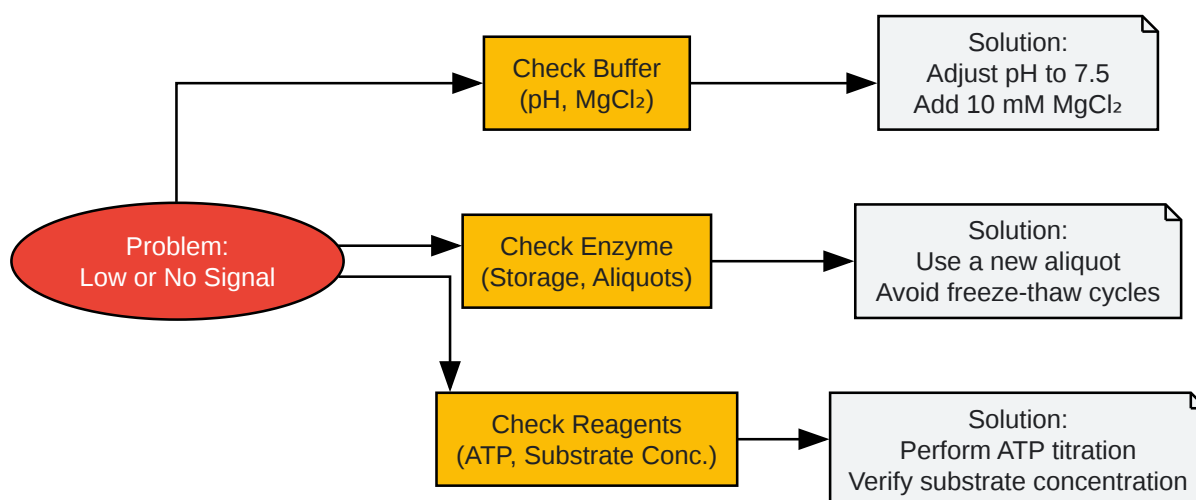 Problem:
Low or No Signal
Check Buffer
(pH, MgCl₂)
Solution:
Adjust pH to 7.5
Add 10 mM MgCl₂
Check Enzyme
(Storage, Aliquots)
Solution:
Use a new aliquot
Avoid freeze-thaw cycles
Check Reagents
(ATP, Substrate Conc.)
Solution:
Perform ATP titration
Verify substrate concentration